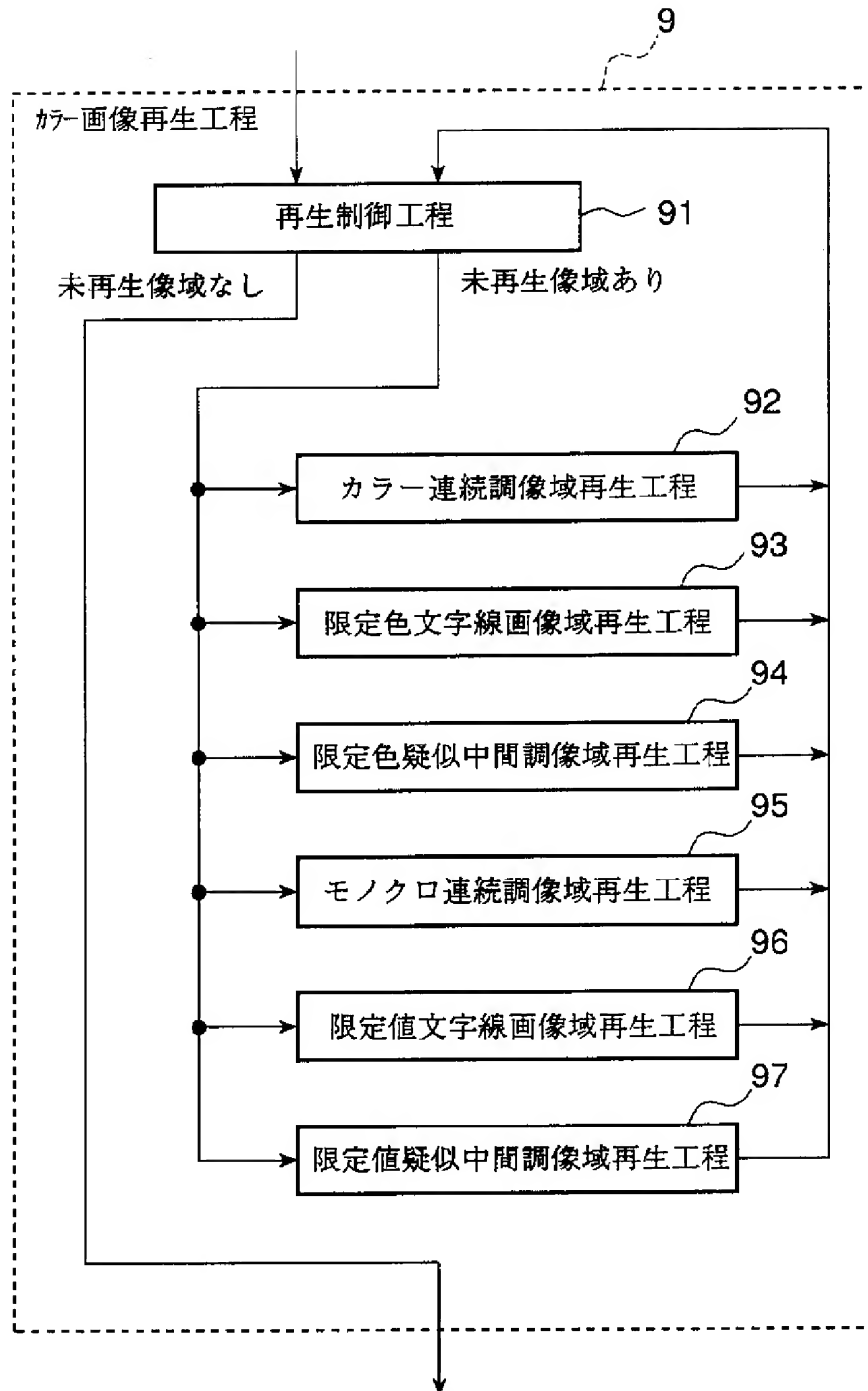 9
カラー画像再生工程
再生制御工程
91
未再生像域なし
未再生像域あり
92
カラー連続調像域再生工程
93
限定色文字線画像域再生工程
94
限定色疑似中間調像域再生工程
95
モノクロ連続調像域再生工程
96
限定値文字線画像域再生工程
97
限定値疑似中間調像域再生工程